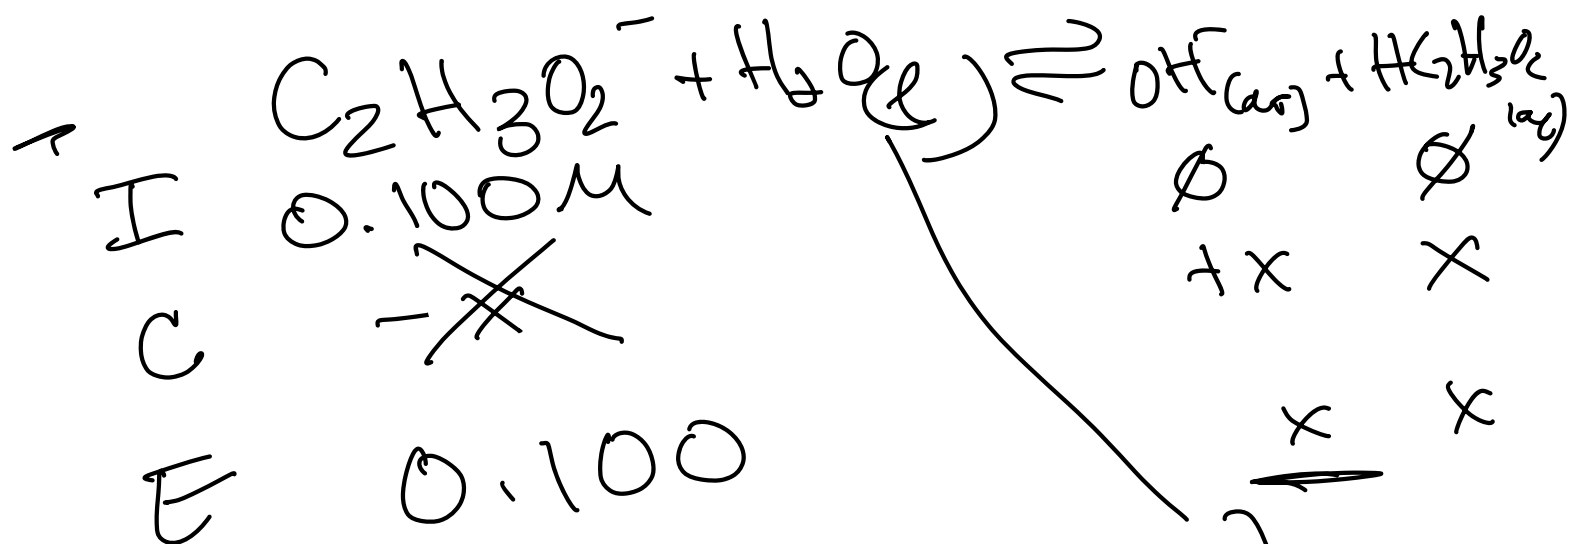 C₂H₃O₂⁻ + H₂O(l) ⇌ OH⁻(aq) + HC₂H₃O₂(aq)
I 0.100M Ø Ø
C -x +x x
E 0.100 x x